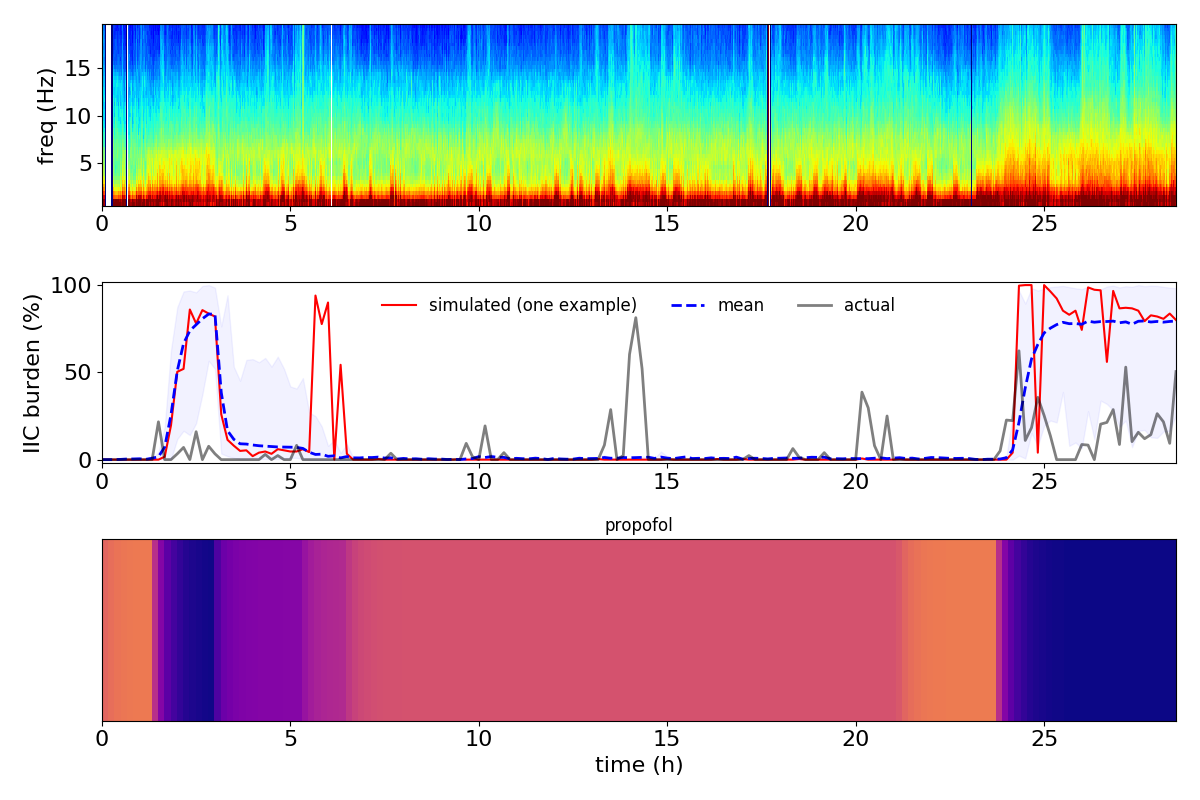 freq (Hz)
15
10
5
0 5 10 15 20 25
IIC burden (%)
100
50
0
simulated (one example) mean actual
0 5 10 15 20 25
propofol
0 5 10 15 20 25
time (h)